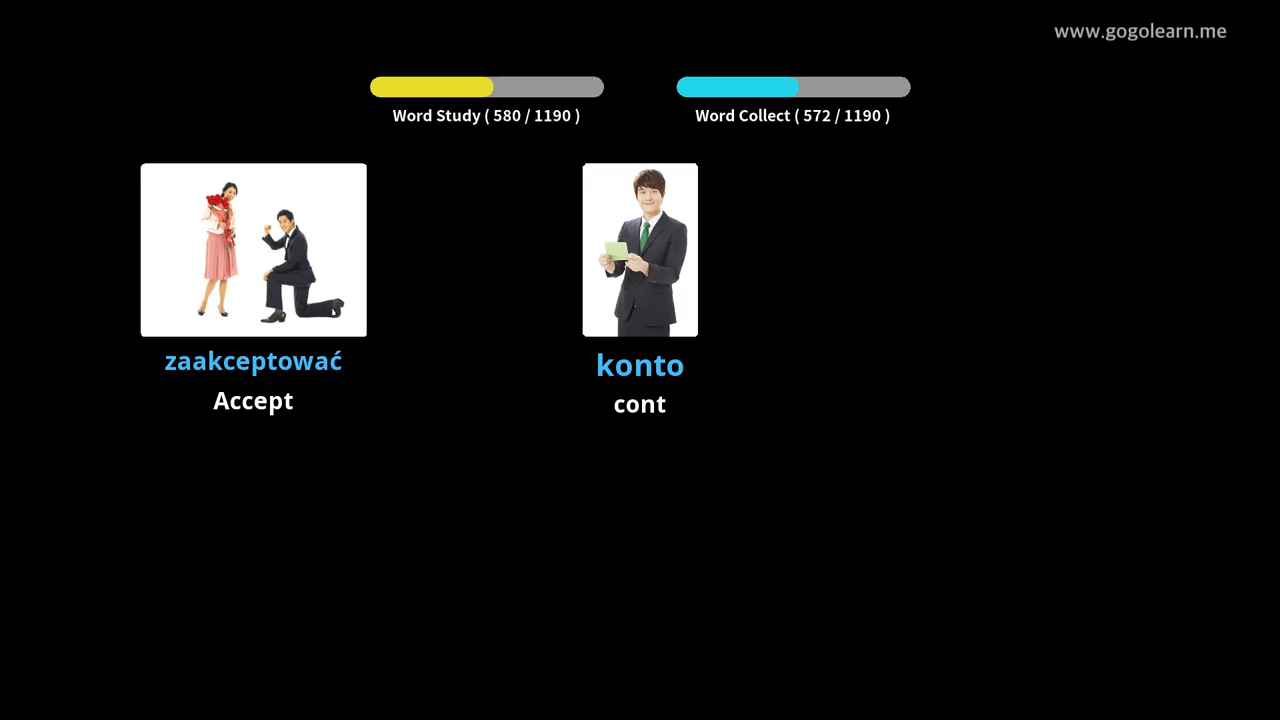 www.gogolearn.me
Word Study ( 580 / 1190 )
Word Collect ( 572 / 1190 )
zaakceptować
Accept
konto
cont